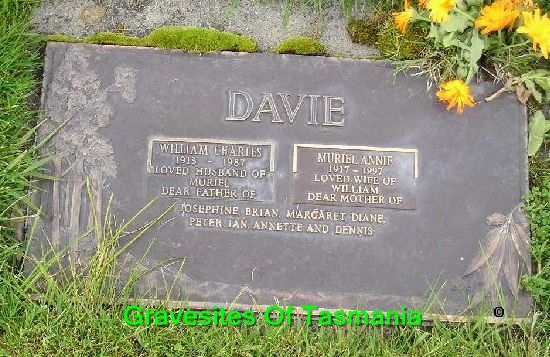 DAVIE
WILLIAM CHARLES
1913 - 1987
LOVED HUSBAND OF
MURIEL
DEAR FATHER OF
MURIEL ANNIE
1917 - 1997
LOVED WIFE OF
WILLIAM
DEAR MOTHER OF
JOSEPHINE, BRIAN, MARGARET, DIANE,
PETER, IAN, ANNETTE AND DENNIS
Gravesites Of Tasmania
©